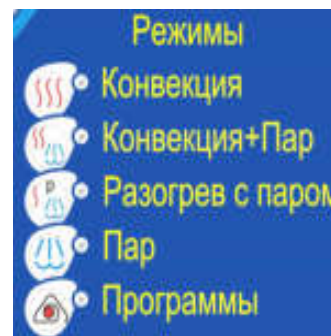 Режимы
Конвекция
Конвекция+Пар
P
Разогрев с паром
Пар
Программы